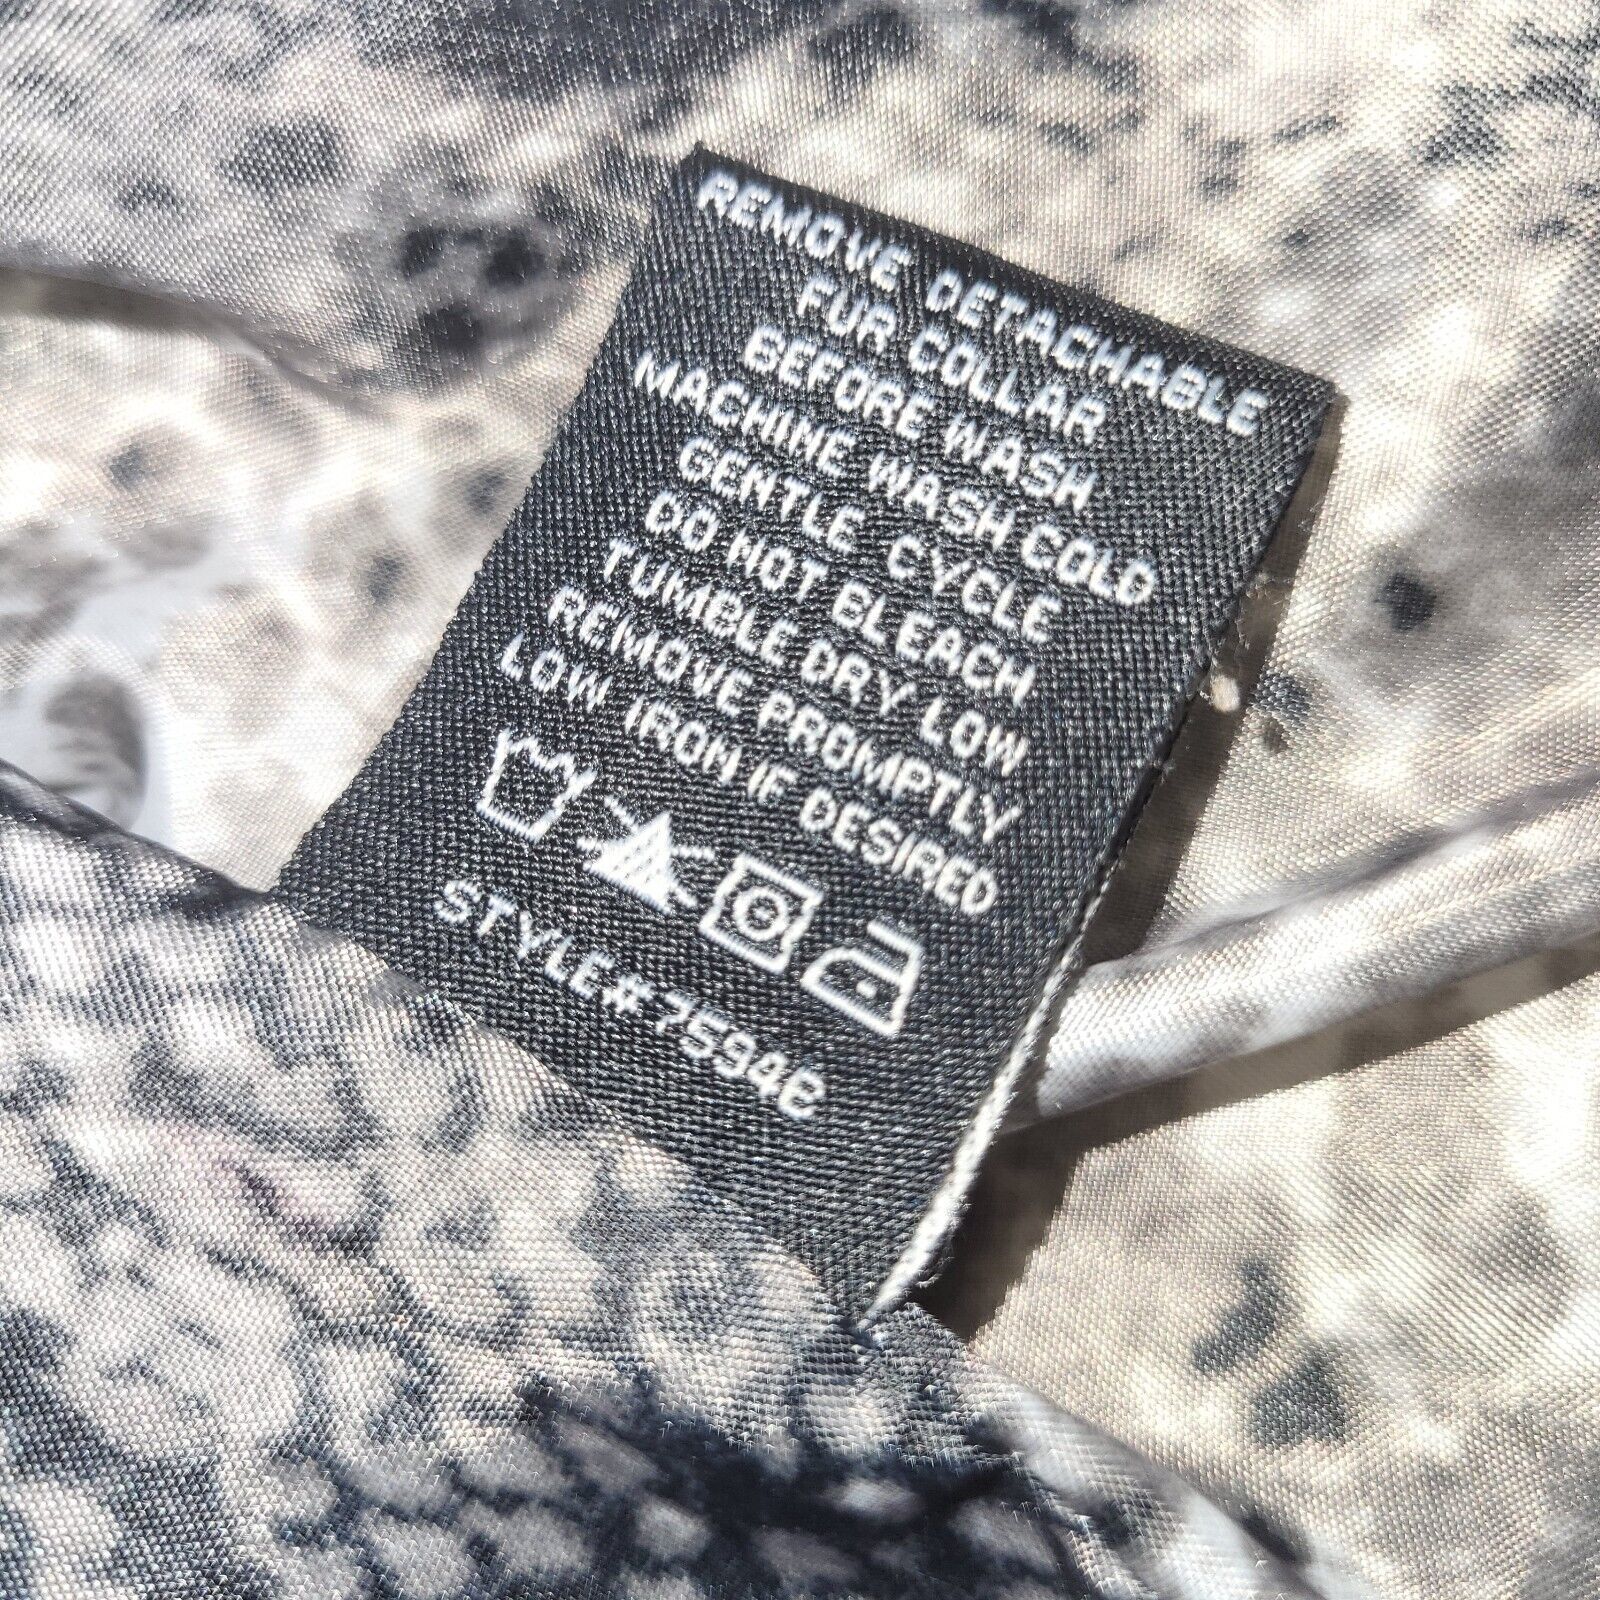 REMOVE DETACHABLE
FUR COLLAR
BEFORE WASH
MACHINE WASH COLD
GENTLE CYCLE
DO NOT BLEACH
TUMBLE DRY LOW
REMOVE PROMPTLY
LOW IRON IF DESIRED
STYLE#7594E